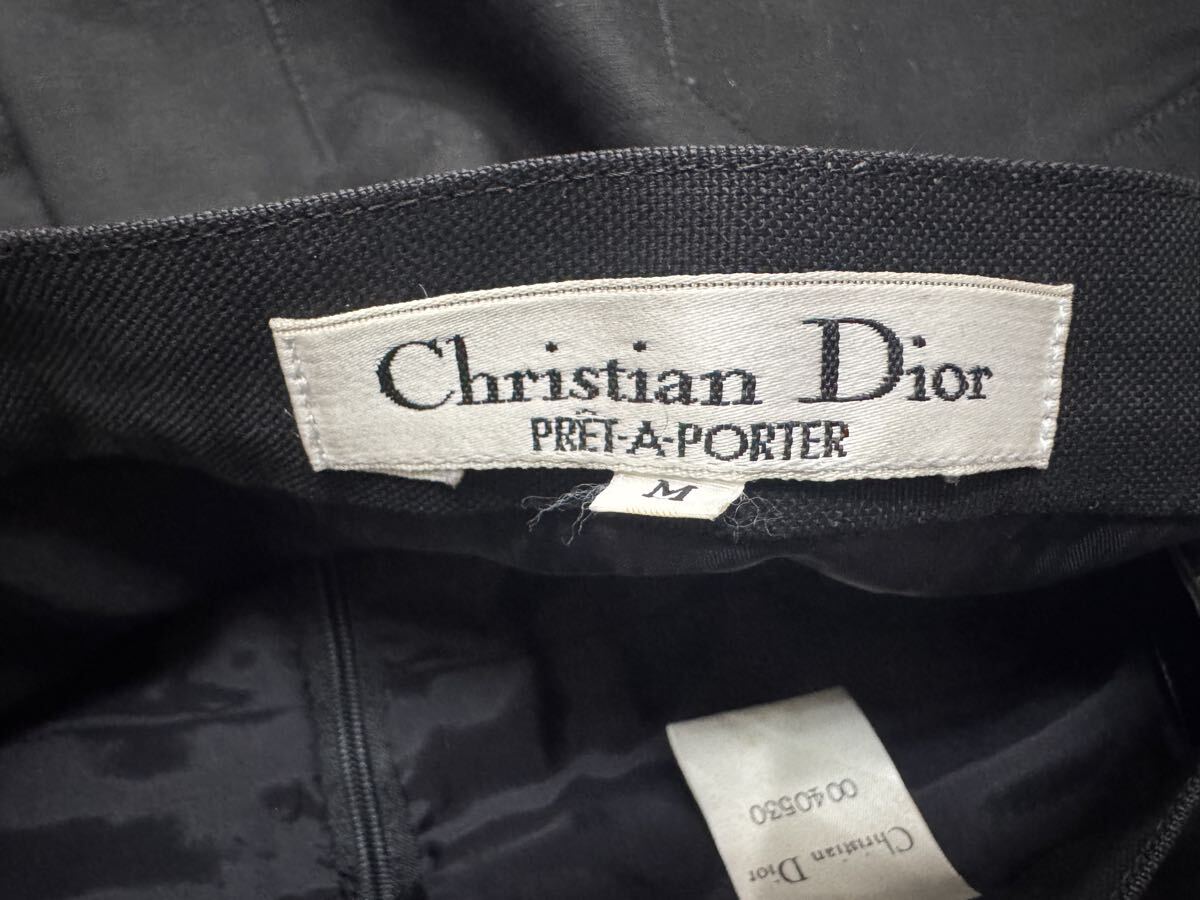 Christian Dior
PRÊT-A-PORTER
M
Christian Dior
0040530